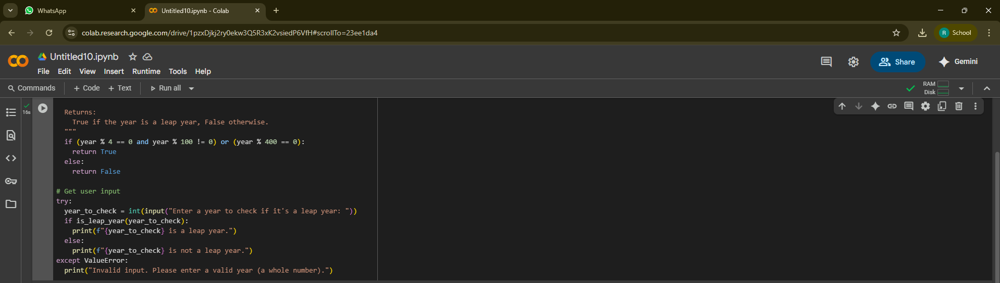 WhatsApp
Untitled10.ipynb - Colab
colab.research.google.com/drive/1pzxDjkj2ry0ekw3Q5R3xK2vsiedP6VfH#scrollTo=23ee1da4
R School
Untitled10.ipynb
Share
Gemini
File Edit View Insert Runtime Tools Help
Commands + Code + Text Run all
RAM
Disk
16s
Returns:
True if the year is a leap year, False otherwise.
"""
if (year % 4 == 0 and year % 100 != 0) or (year % 400 == 0):
return True
else:
return False
# Get user input
try:
year_to_check = int(input("Enter a year to check if it's a leap year: "))
if is_leap_year(year_to_check):
print(f"{year_to_check} is a leap year.")
else:
print(f"{year_to_check} is not a leap year.")
except ValueError:
print("Invalid input. Please enter a valid year (a whole number).")